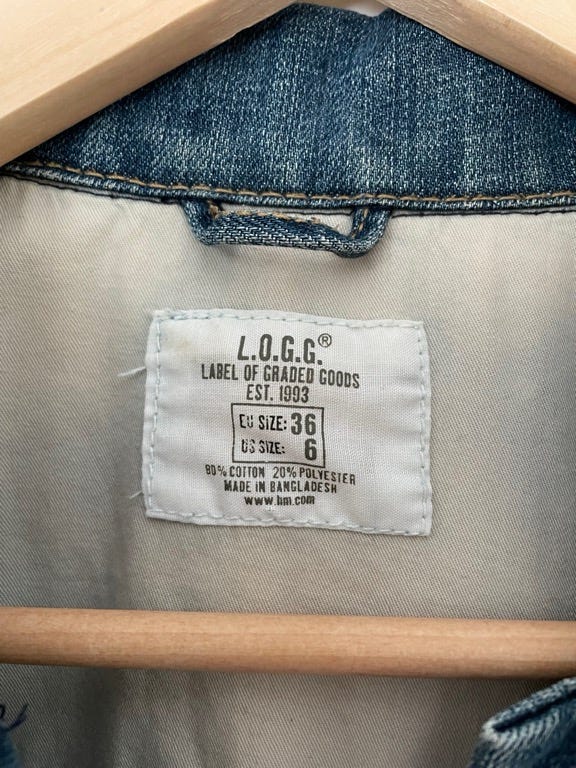 L.O.G.G.®
LABEL OF GRADED GOODS
EST. 1993
EU SIZE: 36
US SIZE: 6
80% COTTON 20% POLYESTER
MADE IN BANGLADESH
www.hm.com